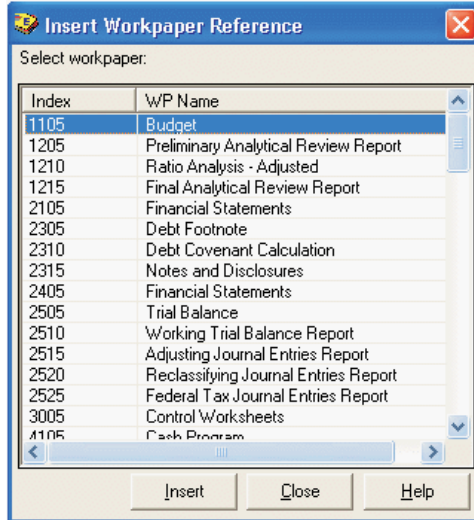 Insert Workpaper Reference
Select workpaper:
Index WP Name
1105 Budget
1205 Preliminary Analytical Review Report
1210 Ratio Analysis - Adjusted
1215 Final Analytical Review Report
2105 Financial Statements
2305 Debt Footnote
2310 Debt Covenant Calculation
2315 Notes and Disclosures
2405 Financial Statements
2505 Trial Balance
2510 Working Trial Balance Report
2515 Adjusting Journal Entries Report
2520 Reclassifying Journal Entries Report
2525 Federal Tax Journal Entries Report
3005 Control Worksheets
4105 Cash Program
Insert Close Help